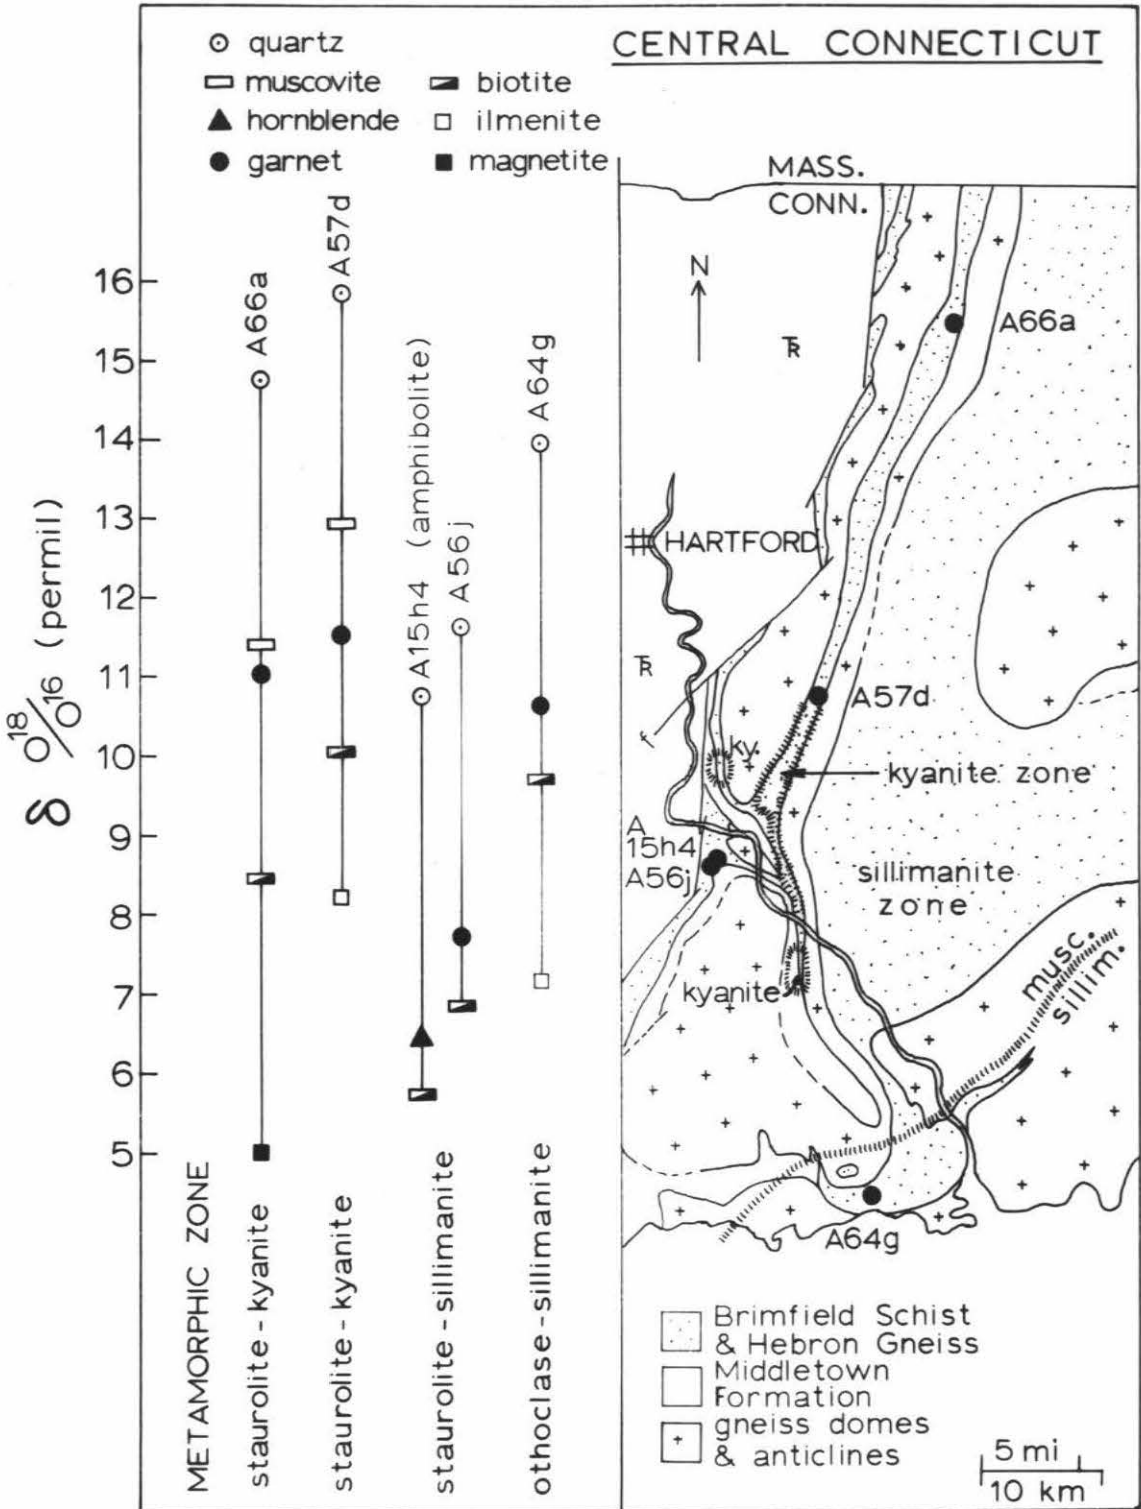 CENTRAL CONNECTICUT
quartz
muscovite
hornblende
garnet
biotite
ilmenite
magnetite
δ O18/O16 (permil)
16
15
14
13
12
11
10
9
8
7
6
5
A66a
A57d
A15h4 (amphibolite)
A56j
A64g
METAMORPHIC ZONE
staurolite-kyanite
staurolite-kyanite
staurolite-sillimanite
othoclase-sillimanite
MASS.
CONN.
N
TR
A66a
HARTFORD
TR
A57d
ky.
kyanite zone
A
15h4
A56j
sillimanite
zone
kyanite
musc.
sillim.
A64g
Brimfield Schist
& Hebron Gneiss
Middletown
Formation
gneiss domes
& anticlines
5 mi
10 km